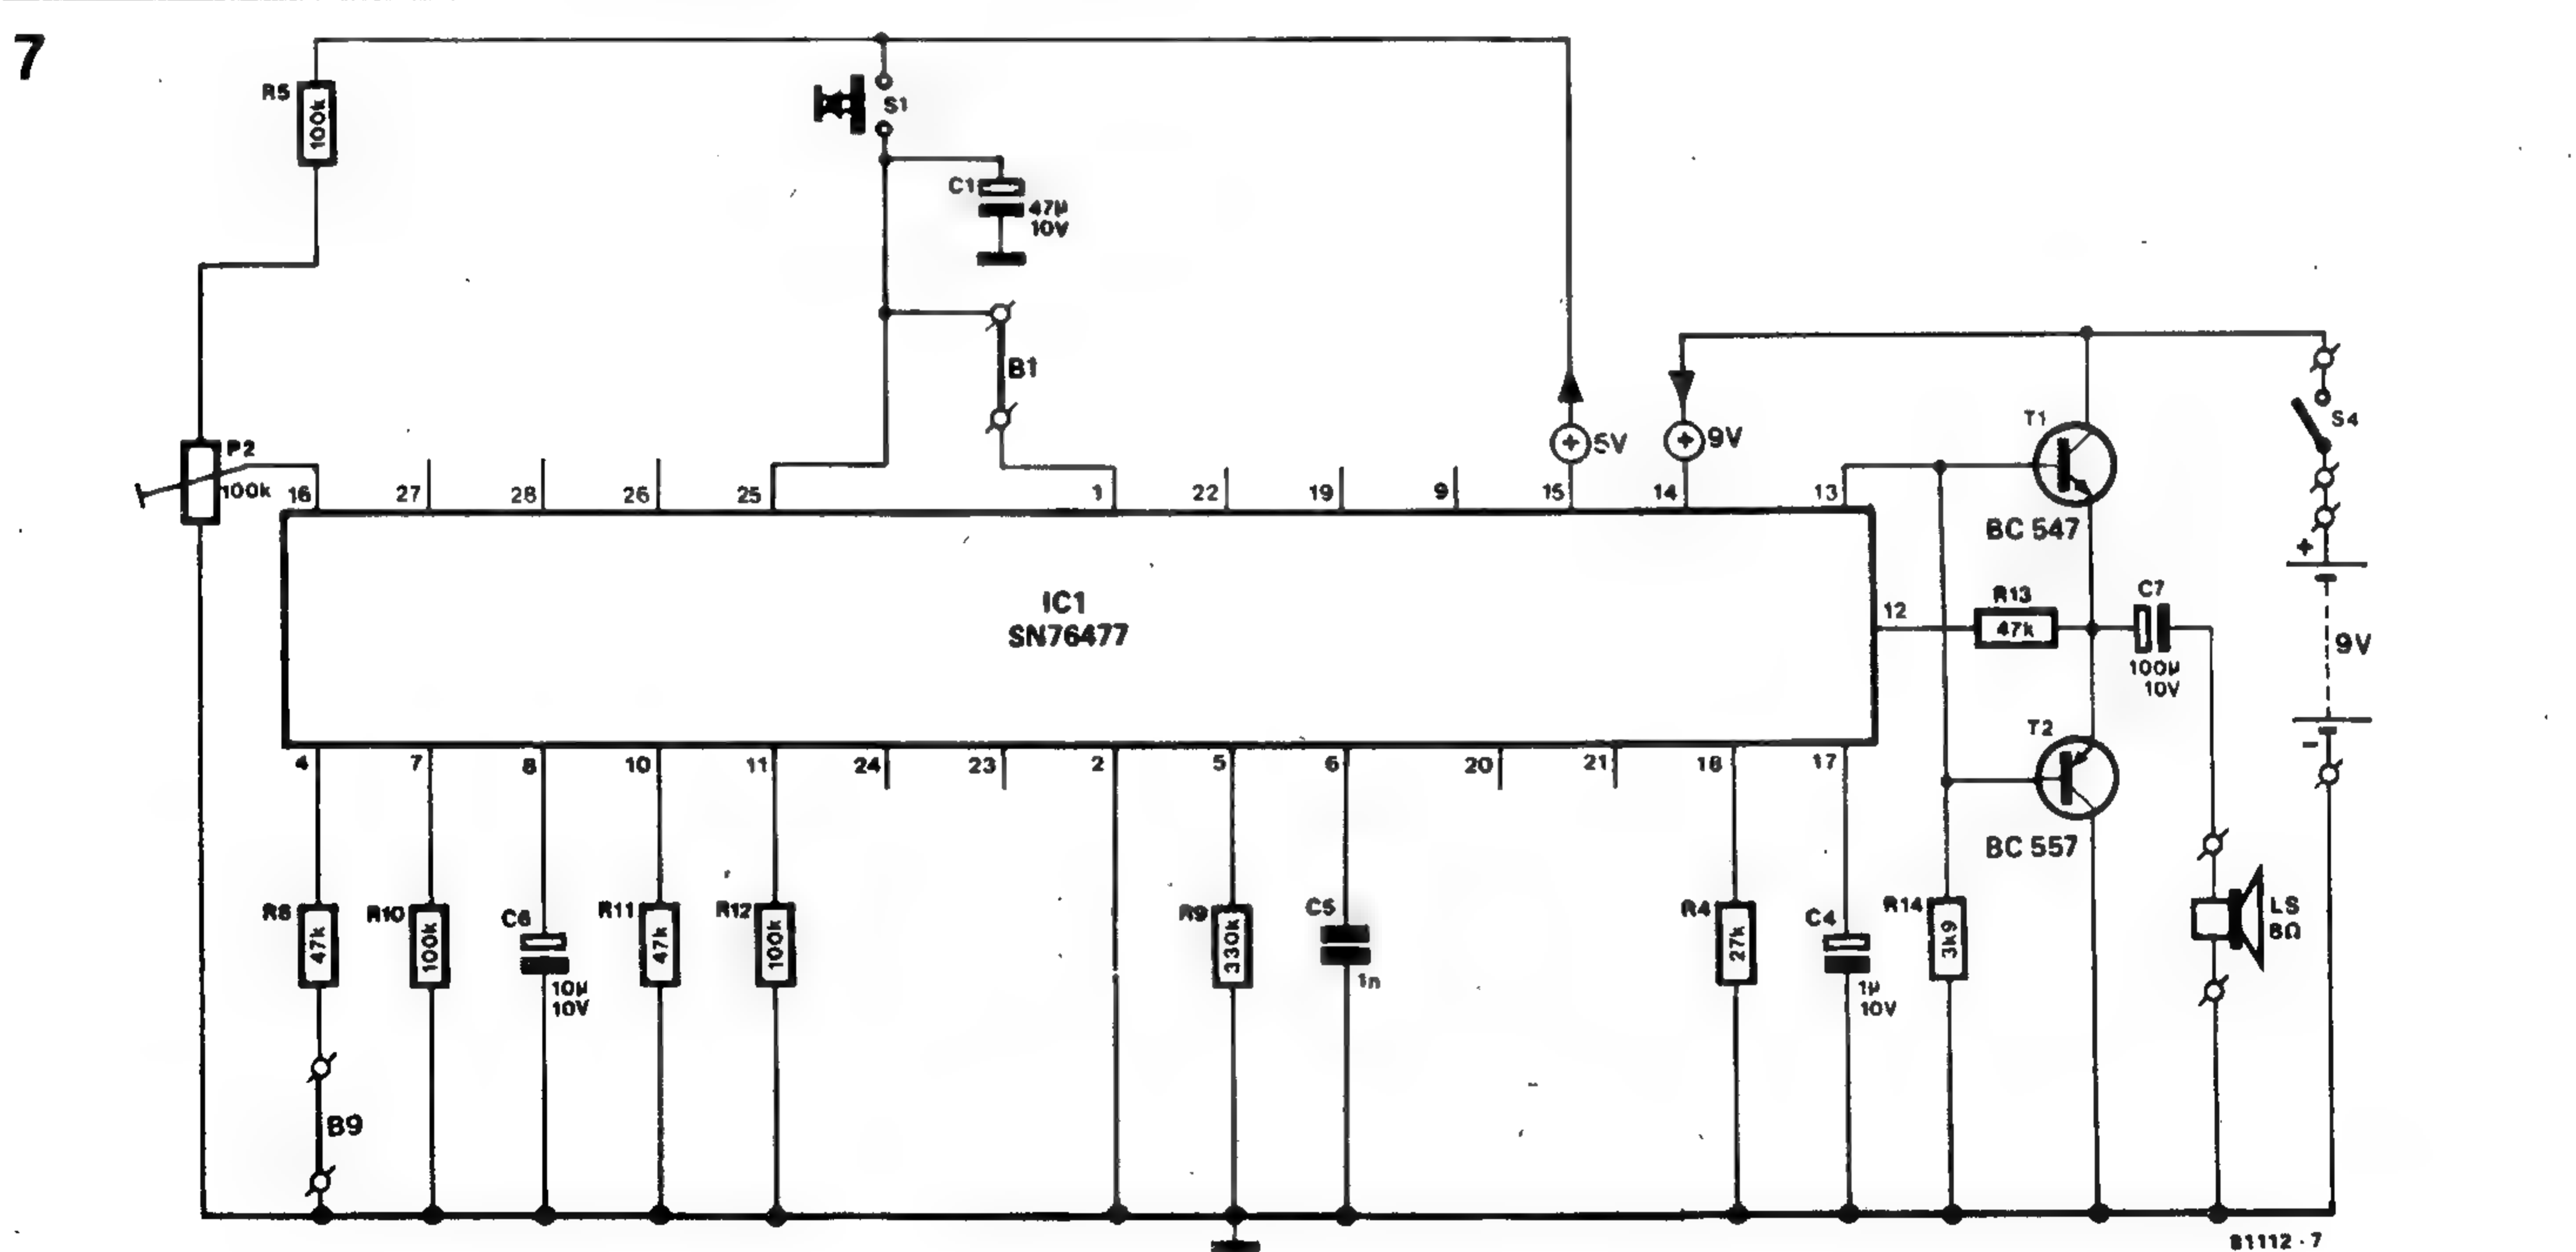 7
R5
100k
S1
C1
47µ
10V
B1
P2
100k
5V
9V
T1
S4
16
27
28
26
25
1
22
19
9
15
14
13
BC 547
+
IC1
SN76477
12
R13
47k
C7
100µ
10V
9V
T2
-
4
7
8
10
11
24
23
2
5
6
20
21
18
17
BC 557
R8
47k
R10
100k
C6
10µ
10V
R11
47k
R12
100k
R9
330k
C5
1n
R4
27k
C4
1µ
10V
R14
3k9
LS
8Ω
B9
81112 - 7